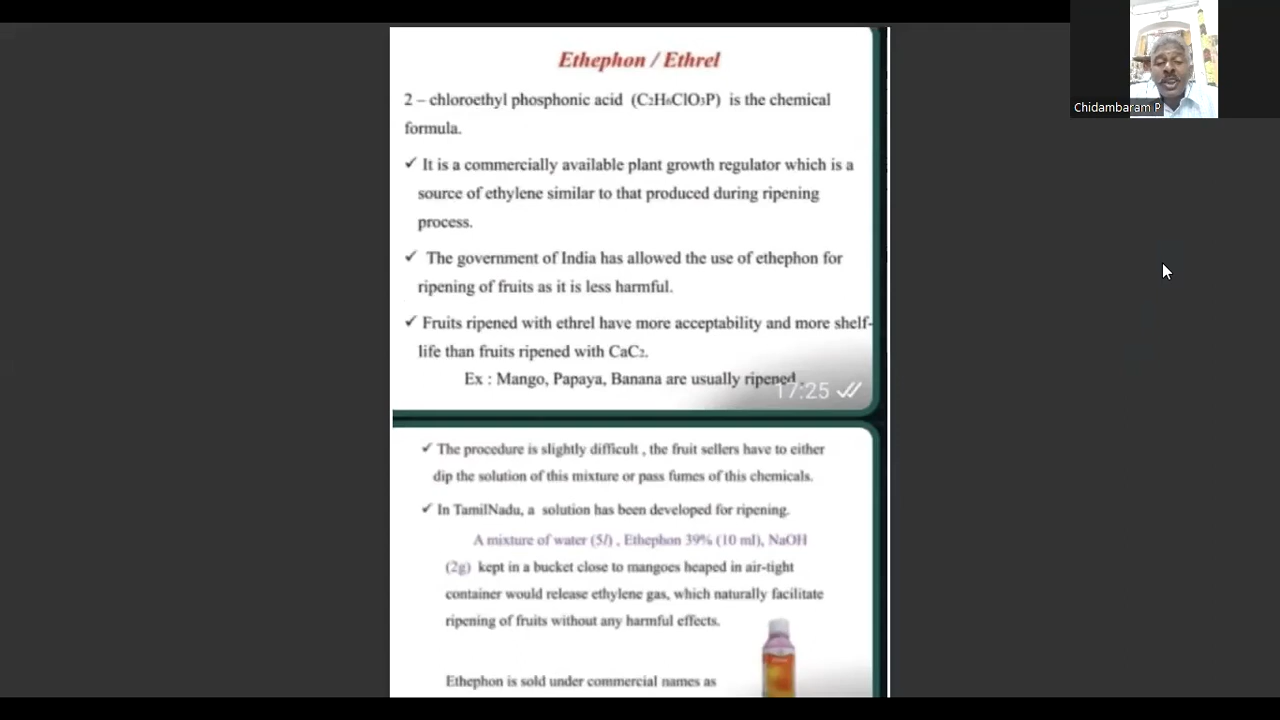 Ethephon / Ethrel
2 – chloroethyl phosphonic acid (C₂H₆ClO₃P) is the chemical
formula.
✓ It is a commercially available plant growth regulator which is a
source of ethylene similar to that produced during ripening
process.
✓ The government of India has allowed the use of ethephon for
ripening of fruits as it is less harmful.
✓ Fruits ripened with ethrel have more acceptability and more shelf-
life than fruits ripened with CaC₂.
Ex : Mango, Papaya, Banana are usually ripened .
17:25
✓ The procedure is slightly difficult , the fruit sellers have to either
dip the solution of this mixture or pass fumes of this chemicals.
✓ In TamilNadu, a solution has been developed for ripening.
A mixture of water (5l) , Ethephon 39% (10 ml), NaOH
(2g) kept in a bucket close to mangoes heaped in air-tight
container would release ethylene gas, which naturally facilitate
ripening of fruits without any harmful effects.
Ethephon is sold under commercial names as
Chidambaram P